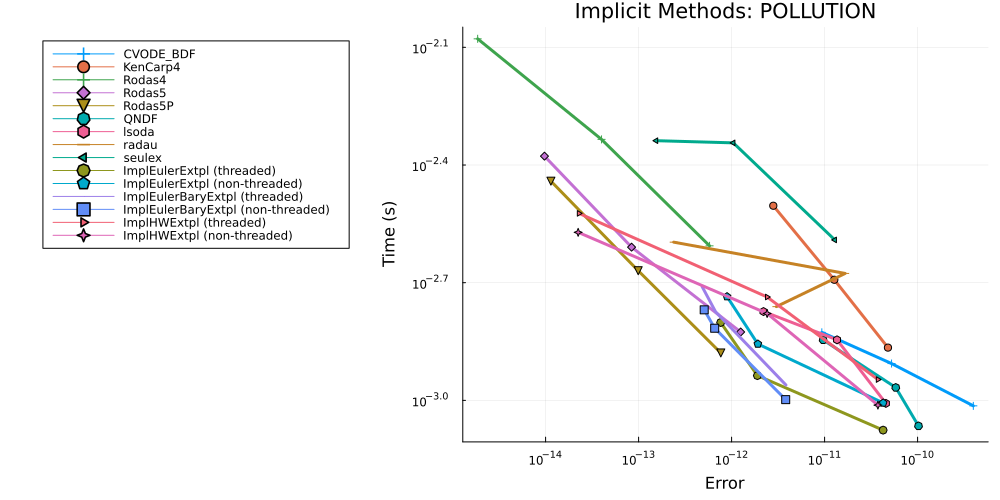 Implicit Methods: POLLUTION
CVODE_BDF
KenCarp4
Rodas4
Rodas5
Rodas5P
QNDF
lsoda
radau
seulex
ImplEulerExtpl (threaded)
ImplEulerExtpl (non-threaded)
ImplEulerBaryExtpl (threaded)
ImplEulerBaryExtpl (non-threaded)
ImplHWExtpl (threaded)
ImplHWExtpl (non-threaded)
Time (s)
10⁻²·¹
10⁻²·⁴
10⁻²·⁷
10⁻³·⁰
10⁻¹⁴ 10⁻¹³ 10⁻¹² 10⁻¹¹ 10⁻¹⁰
Error